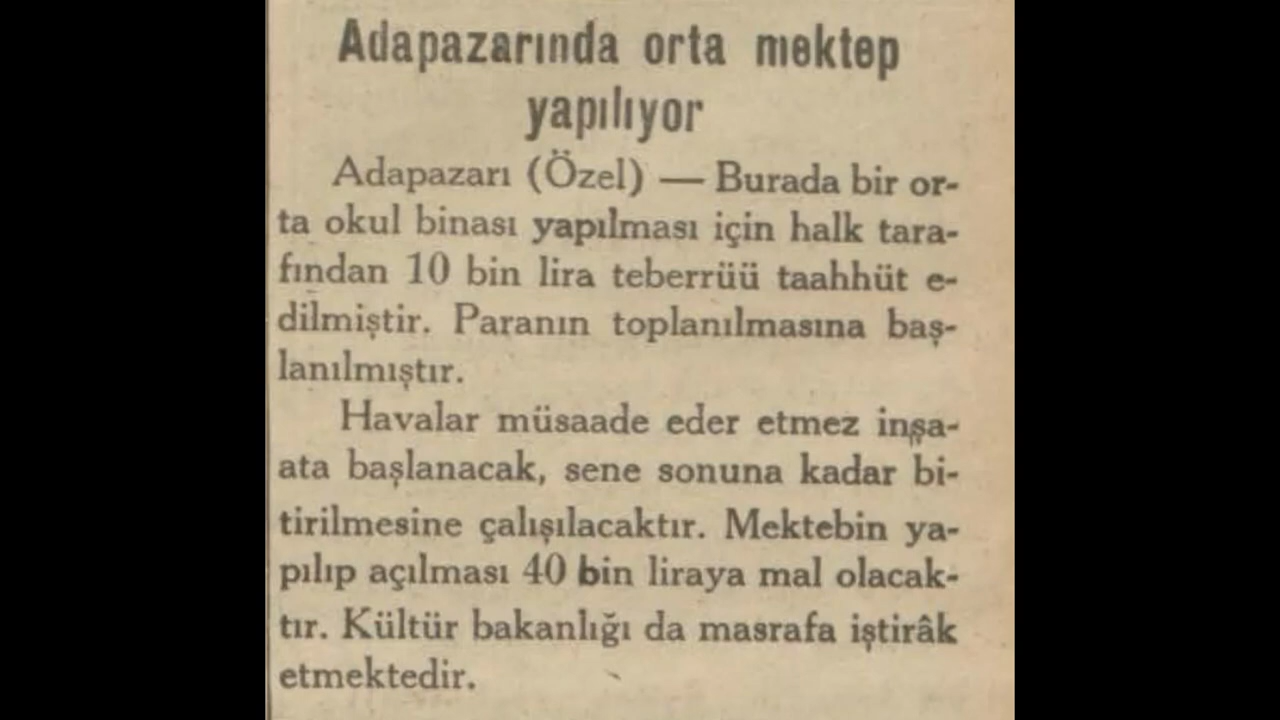 Adapazarında orta mektep
yapılıyor
Adapazarı (Özel) — Burada bir or-
ta okul binası yapılması için halk tara-
fından 10 bin lira teberrüü taahhüt e-
dilmiştir. Paranın toplanılmasına baş-
lanılmıştır.
Havalar müsaade eder etmez inşa-
ata başlanacak, sene sonuna kadar bi-
tirilmesine çalışılacaktır. Mektebin ya-
pılıp açılması 40 bin liraya mal olacak-
tır. Kültür bakanlığı da masrafa iştirâk
etmektedir.